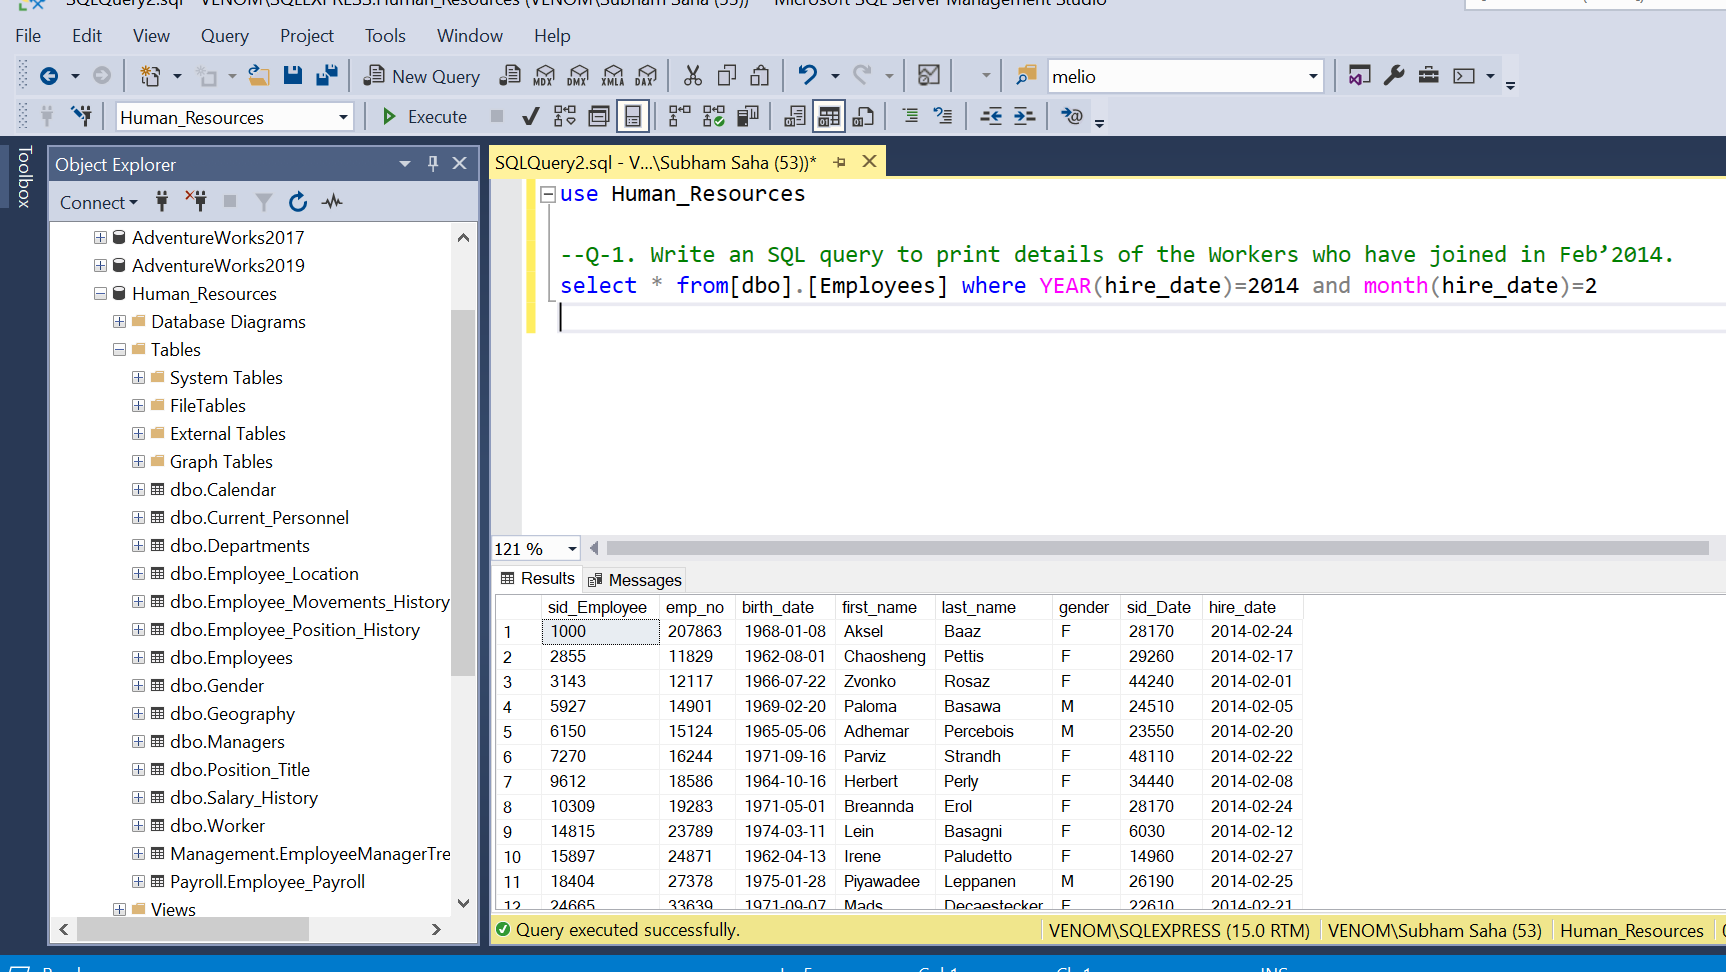 SQLQuery2.sql - VENOM\SQLEXPRESS.Human_Resources (VENOM\Subham Saha (53))* - Microsoft SQL Server Management Studio
File Edit View Query Project Tools Window Help
New Query MDX DMX XMLA DAX melio
Human_Resources Execute
Toolbox
Object Explorer
Connect
AdventureWorks2017
AdventureWorks2019
Human_Resources
Database Diagrams
Tables
System Tables
FileTables
External Tables
Graph Tables
dbo.Calendar
dbo.Current_Personnel
dbo.Departments
dbo.Employee_Location
dbo.Employee_Movements_History
dbo.Employee_Position_History
dbo.Employees
dbo.Gender
dbo.Geography
dbo.Managers
dbo.Position_Title
dbo.Salary_History
dbo.Worker
Management.EmployeeManagerTre
Payroll.Employee_Payroll
Views
SQLQuery2.sql - V...\Subham Saha (53))*
use Human_Resources
--Q-1. Write an SQL query to print details of the Workers who have joined in Feb’2014.
select * from[dbo].[Employees] where YEAR(hire_date)=2014 and month(hire_date)=2
121 %
Results Messages
sid_Employee emp_no birth_date first_name last_name gender sid_Date hire_date
1 1000 207863 1968-01-08 Aksel Baaz F 28170 2014-02-24
2 2855 11829 1962-08-01 Chaosheng Pettis F 29260 2014-02-17
3 3143 12117 1966-07-22 Zvonko Rosaz F 44240 2014-02-01
4 5927 14901 1969-02-20 Paloma Basawa M 24510 2014-02-05
5 6150 15124 1965-05-06 Adhemar Percebois M 23550 2014-02-20
6 7270 16244 1971-09-16 Parviz Strandh F 48110 2014-02-22
7 9612 18586 1964-10-16 Herbert Perly F 34440 2014-02-08
8 10309 19283 1971-05-01 Breannda Erol F 28170 2014-02-24
9 14815 23789 1974-03-11 Lein Basagni F 6030 2014-02-12
10 15897 24871 1962-04-13 Irene Paludetto F 14960 2014-02-27
11 18404 27378 1975-01-28 Piyawadee Leppanen M 26190 2014-02-25
12 24665 33639 1971-09-07 Mads Decaestecker F 22610 2014-02-21
Query executed successfully. VENOM\SQLEXPRESS (15.0 RTM) VENOM\Subham Saha (53) Human_Resources